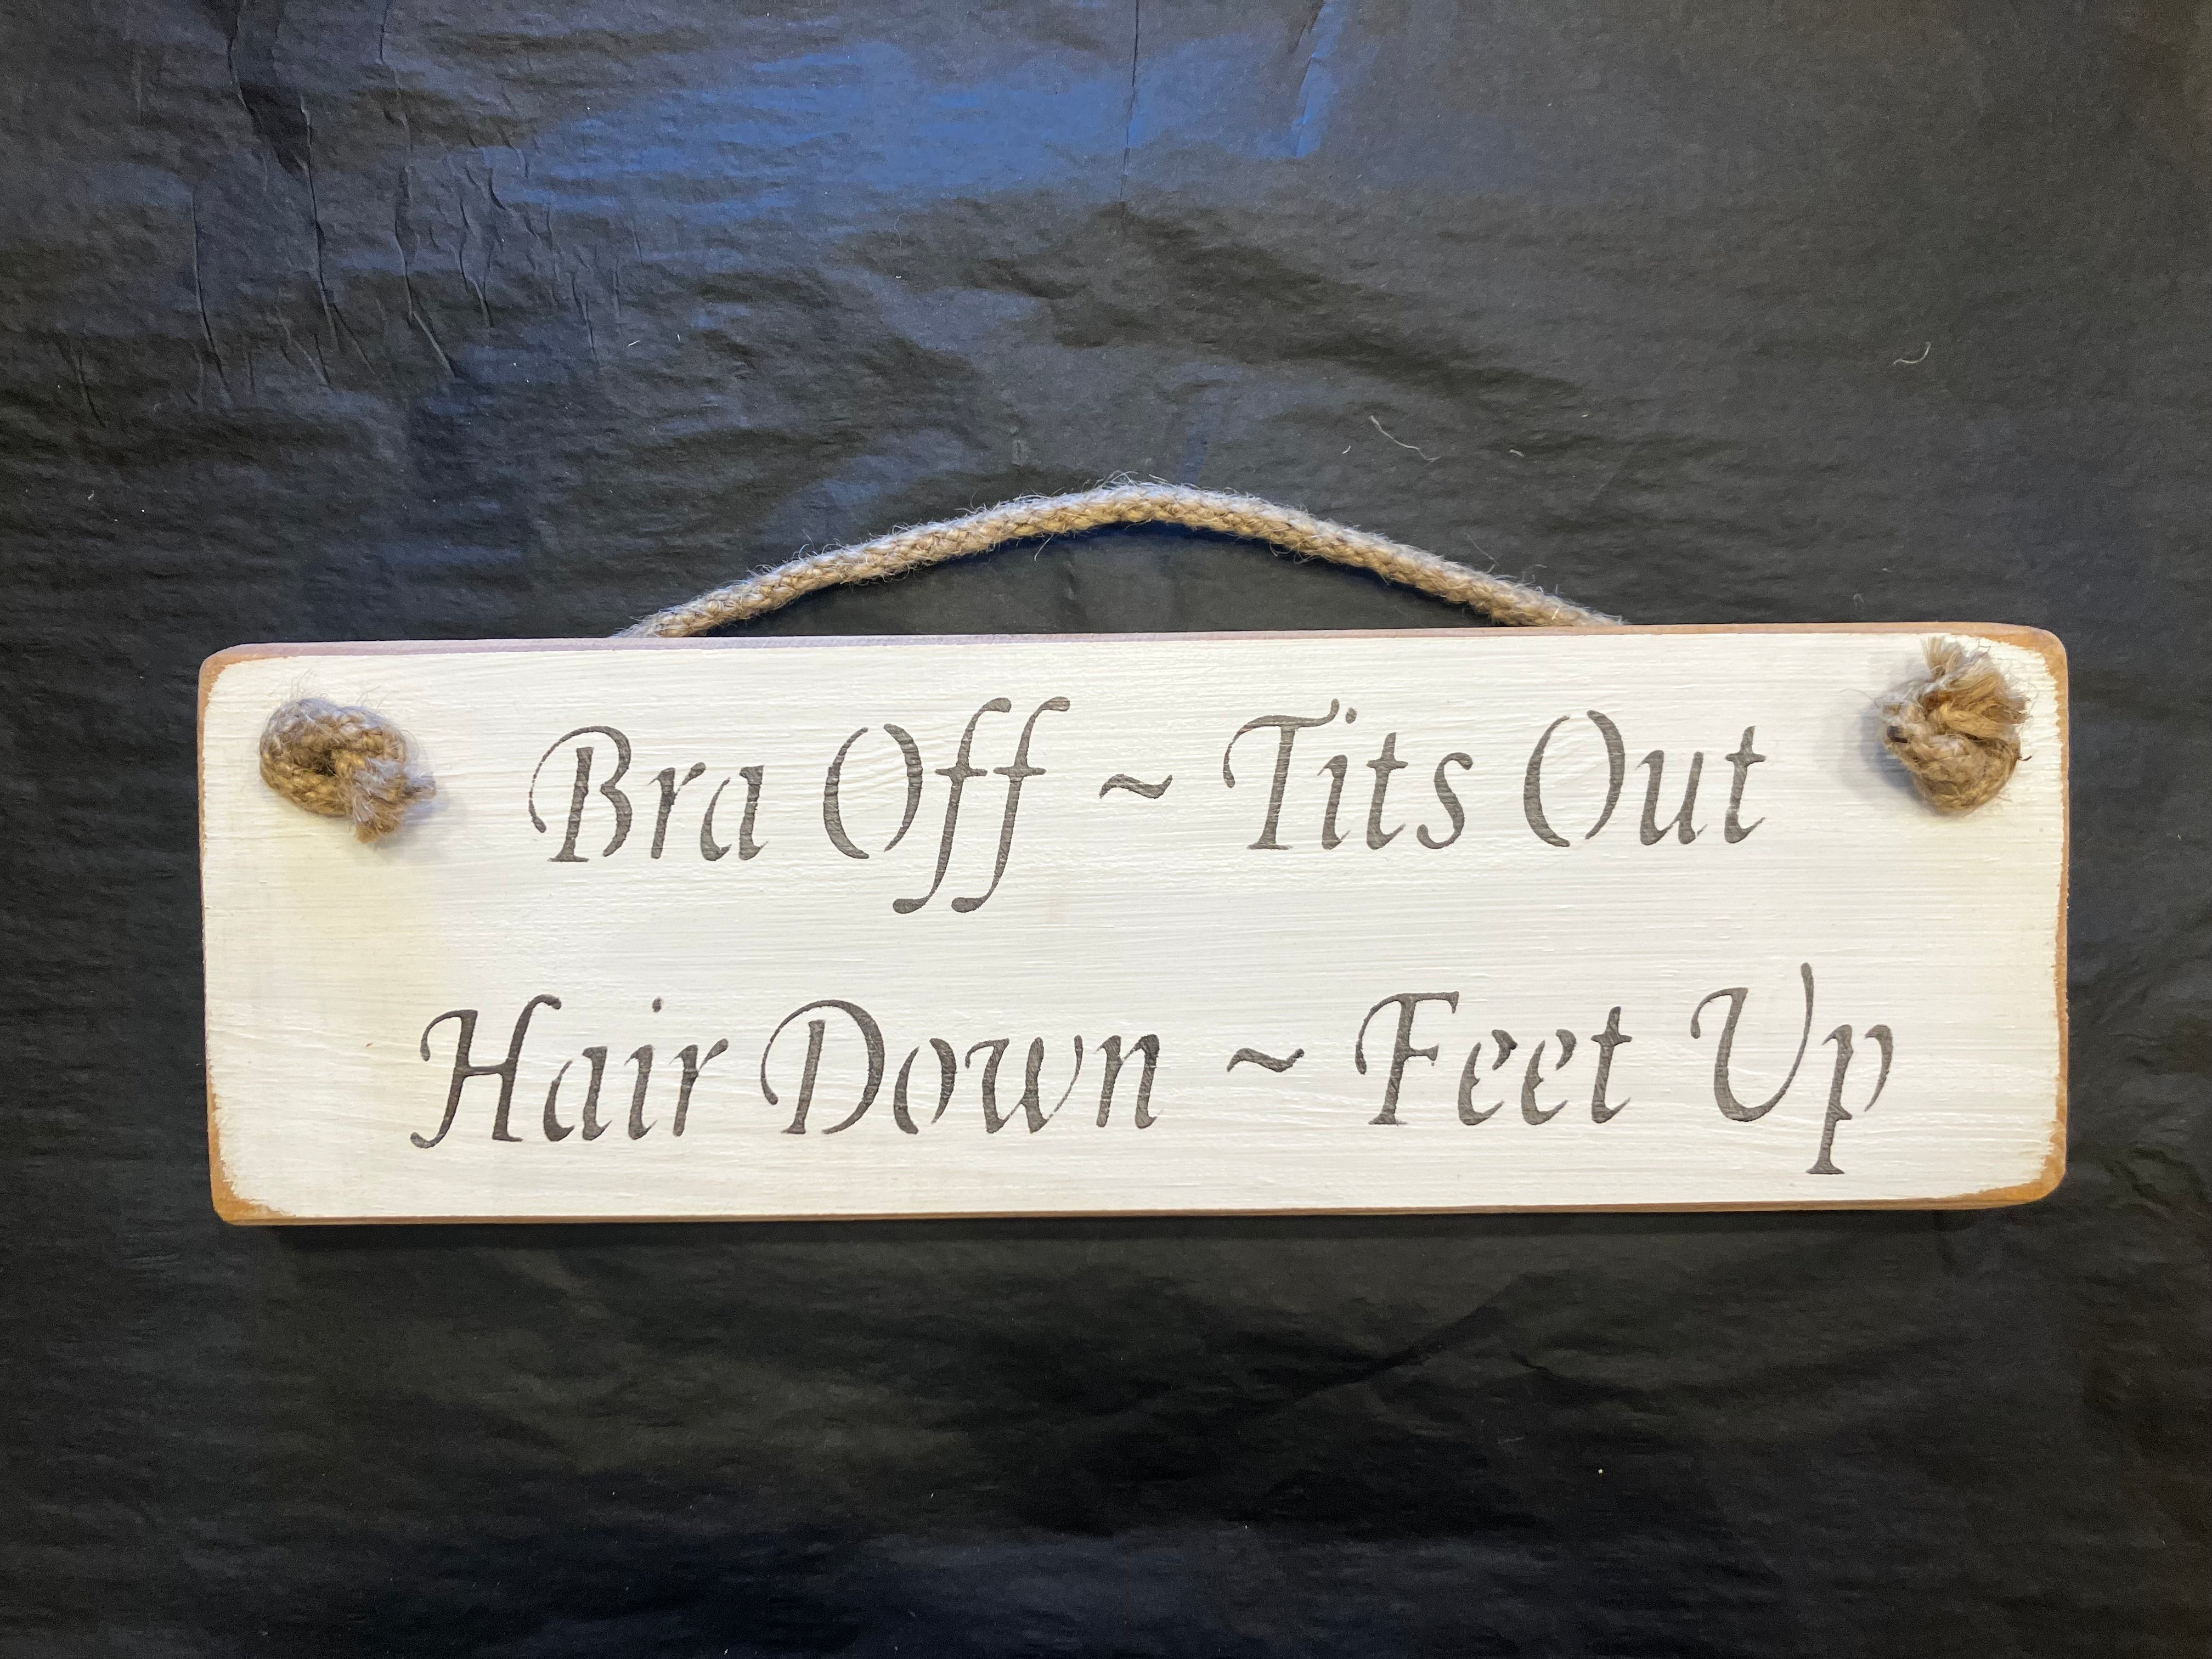 Bra Off ~ Tits Out
Hair Down ~ Feet Up